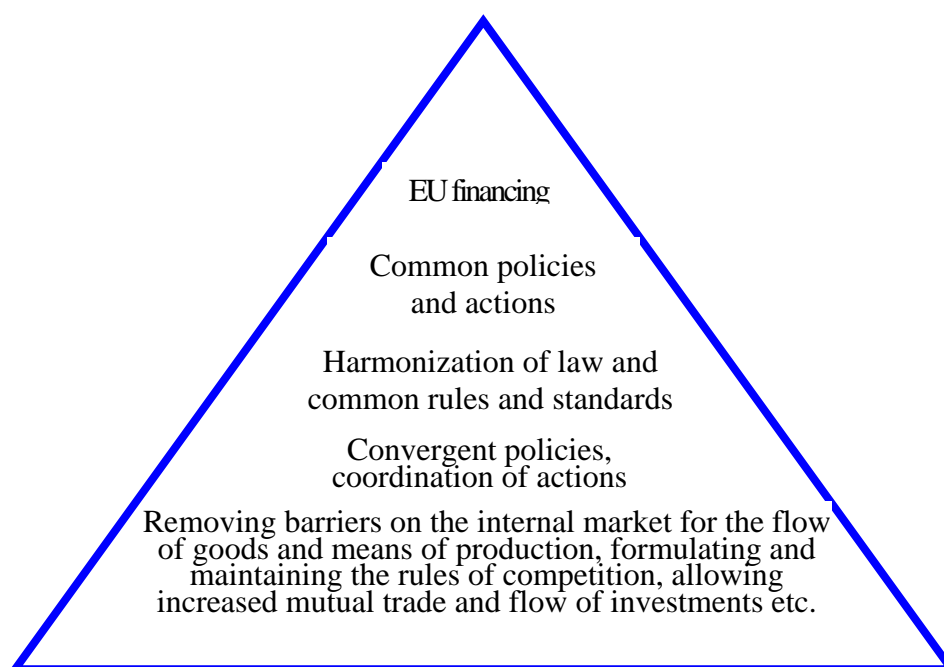 EU financing
Common policies
and actions
Harmonization of law and
common rules and standards
Convergent policies,
coordination of actions
Removing barriers on the internal market for the flow
of goods and means of production, formulating and
maintaining the rules of competition, allowing
increased mutual trade and flow of investments etc.